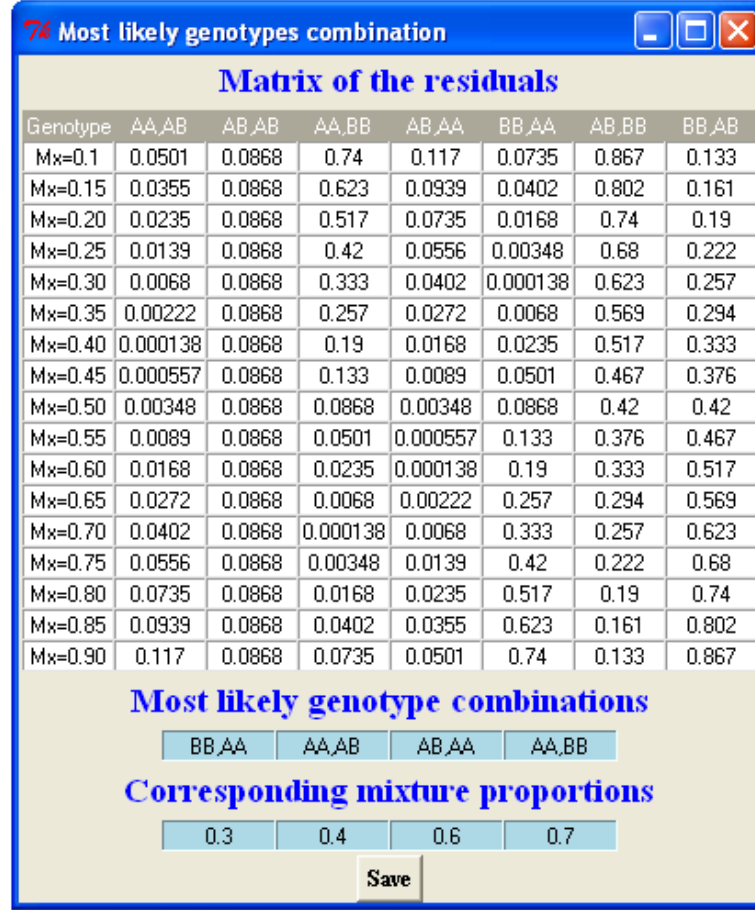 Most likely genotypes combination
Matrix of the residuals
Genotype AA,AB AB,AB AA,BB AB,AA BB,AA AB,BB BB,AB
Mx=0.1 0.0501 0.0868 0.74 0.117 0.0735 0.867 0.133
Mx=0.15 0.0355 0.0868 0.623 0.0939 0.0402 0.802 0.161
Mx=0.20 0.0235 0.0868 0.517 0.0735 0.0168 0.74 0.19
Mx=0.25 0.0139 0.0868 0.42 0.0556 0.00348 0.68 0.222
Mx=0.30 0.0068 0.0868 0.333 0.0402 0.000138 0.623 0.257
Mx=0.35 0.00222 0.0868 0.257 0.0272 0.0068 0.569 0.294
Mx=0.40 0.000138 0.0868 0.19 0.0168 0.0235 0.517 0.333
Mx=0.45 0.000557 0.0868 0.133 0.0089 0.0501 0.467 0.376
Mx=0.50 0.00348 0.0868 0.0868 0.00348 0.0868 0.42 0.42
Mx=0.55 0.0089 0.0868 0.0501 0.000557 0.133 0.376 0.467
Mx=0.60 0.0168 0.0868 0.0235 0.000138 0.19 0.333 0.517
Mx=0.65 0.0272 0.0868 0.0068 0.00222 0.257 0.294 0.569
Mx=0.70 0.0402 0.0868 0.000138 0.0068 0.333 0.257 0.623
Mx=0.75 0.0556 0.0868 0.00348 0.0139 0.42 0.222 0.68
Mx=0.80 0.0735 0.0868 0.0168 0.0235 0.517 0.19 0.74
Mx=0.85 0.0939 0.0868 0.0402 0.0355 0.623 0.161 0.802
Mx=0.90 0.117 0.0868 0.0735 0.0501 0.74 0.133 0.867
Most likely genotype combinations
BB,AA AA,AB AB,AA AA,BB
Corresponding mixture proportions
0.3 0.4 0.6 0.7
Save